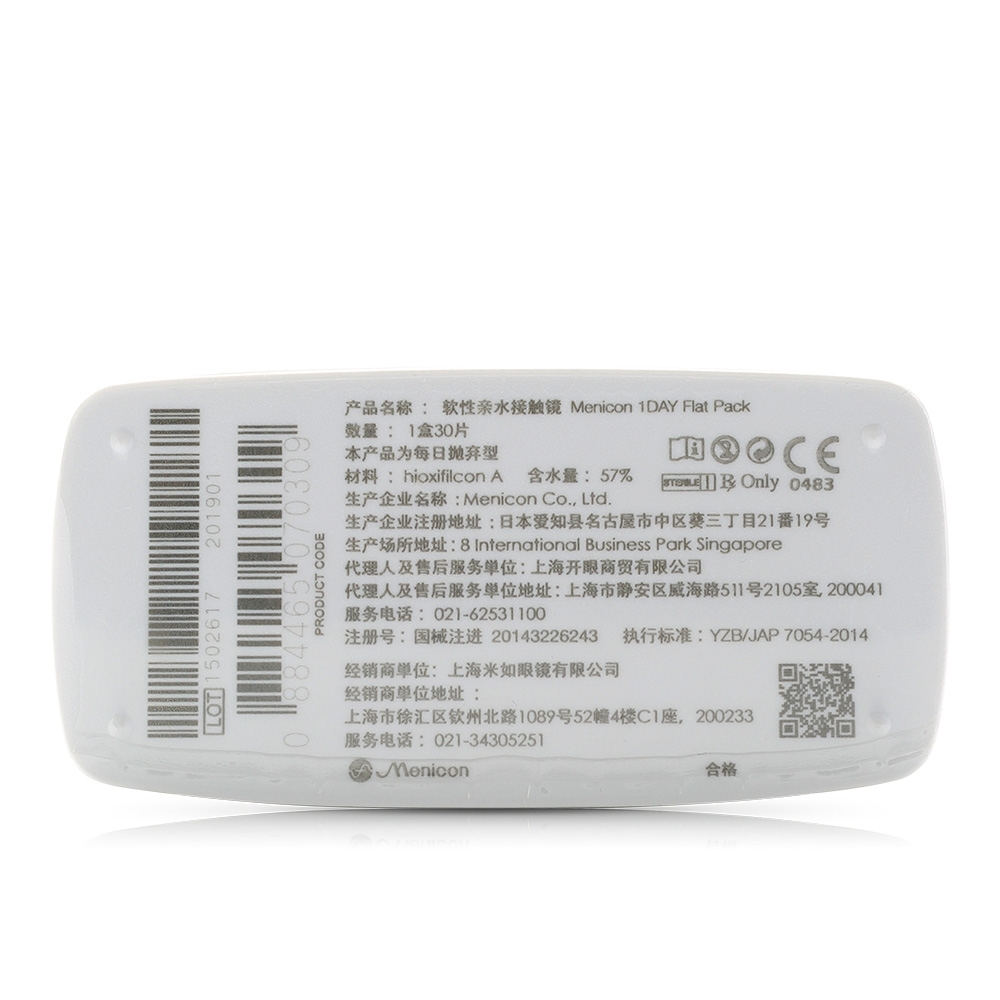 产品名称： 软性亲水接触镜 Menicon 1DAY Flat Pack
数量： 1盒30片
本产品为每日抛弃型
材料：hioxifilcon A 含水量：57%
生产企业名称：Menicon Co., Ltd.
生产企业注册地址：日本爱知县名古屋市中区葵三丁目21番19号
生产场所地址：8 International Business Park Singapore
代理人及售后服务单位：上海开眼商贸有限公司
代理人及售后服务单位地址：上海市静安区威海路511号2105室, 200041
服务电话：021-62531100
注册号：国械注进 20143226243 执行标准：YZB/JAP 7054-2014
经销商单位：上海米如眼镜有限公司
经销商单位地址：
上海市徐汇区钦州北路1089号52幢4楼C1座，200233
服务电话：021-34305251
Menicon 合格
CE
STERILE Rx Only 0483
LOT 1502617 201901
0 884465 070309
PRODUCT CODE